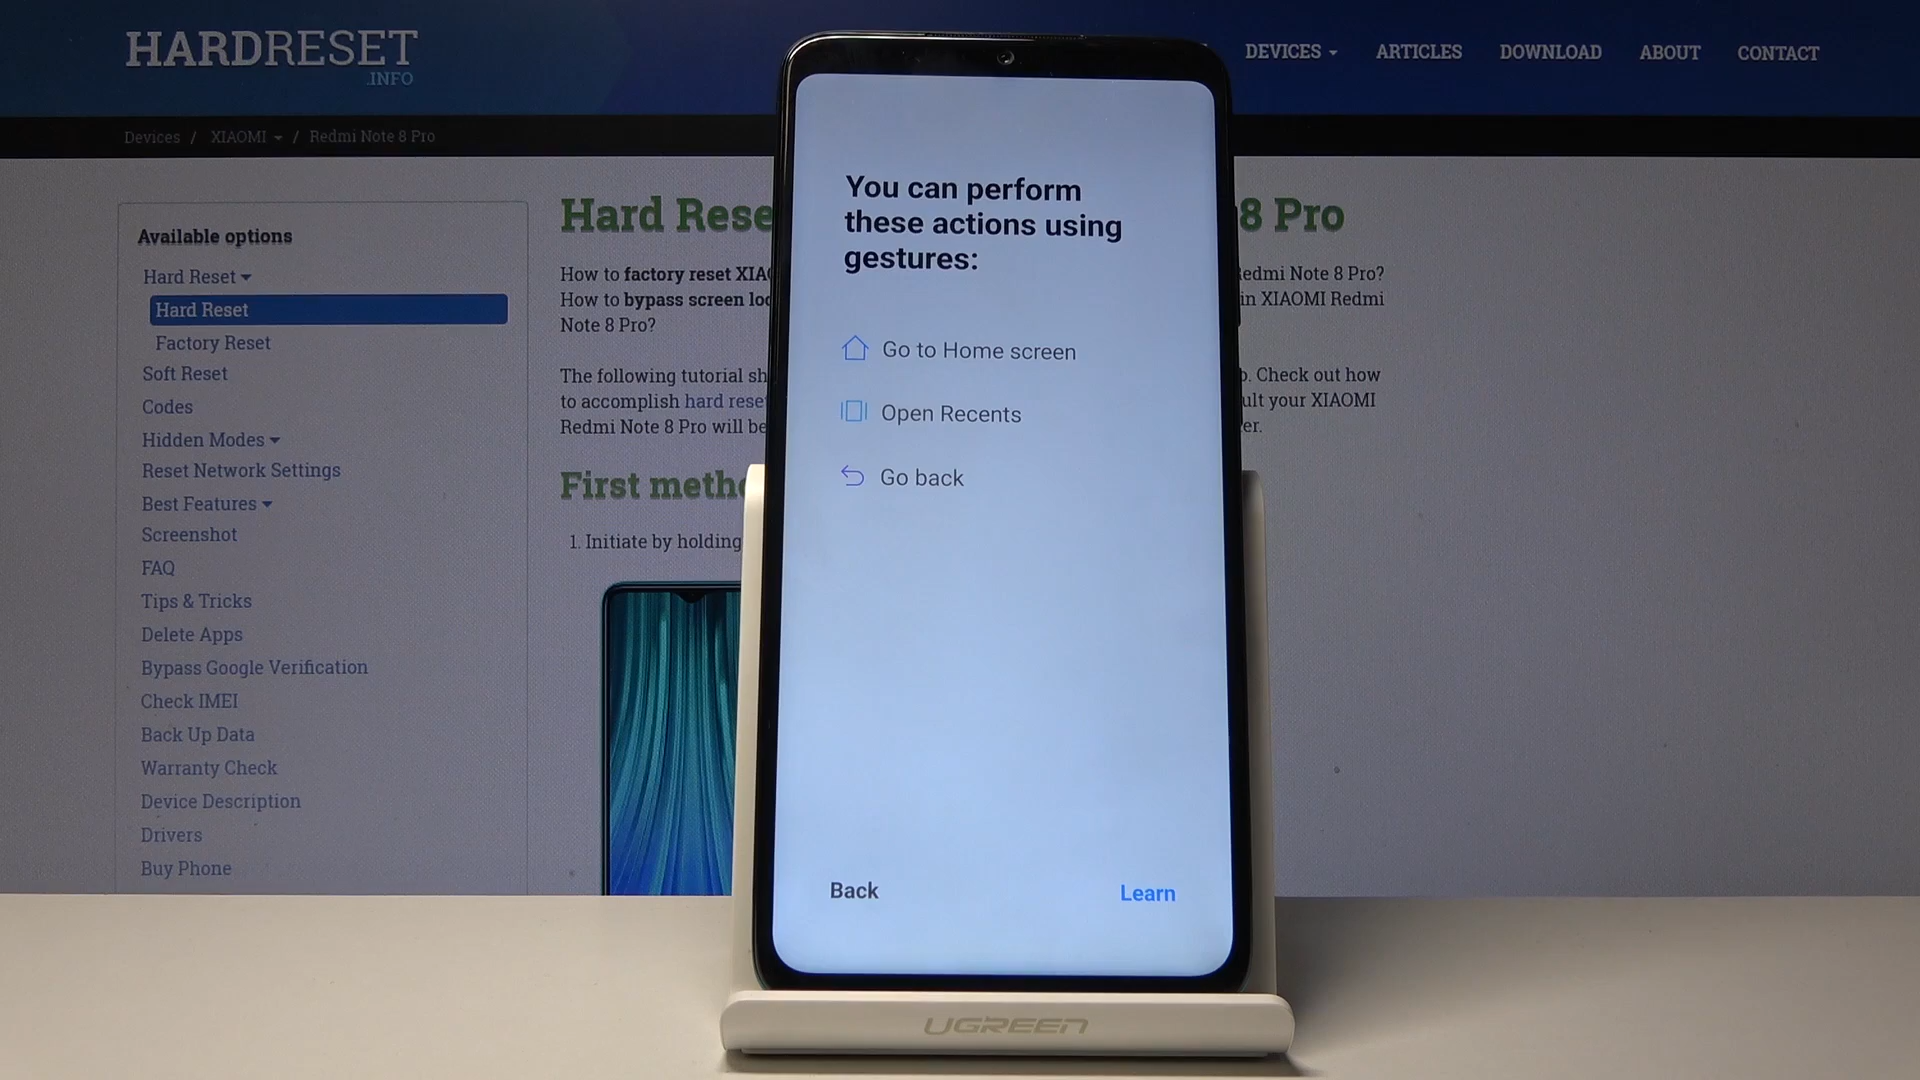 HARDRESET
.INFO
DEVICES
ARTICLES
DOWNLOAD
ABOUT
CONTACT
Devices / XIAOMI / Redmi Note 8 Pro
Available options
Hard Reset
Hard Reset
Factory Reset
Soft Reset
Codes
Hidden Modes
Reset Network Settings
Best Features
Screenshot
FAQ
Tips & Tricks
Delete Apps
Bypass Google Verification
Check IMEI
Back Up Data
Warranty Check
Device Description
Drivers
Buy Phone
Hard Rese 8 Pro
How to factory reset XIA edmi Note 8 Pro?
How to bypass screen loc in XIAOMI Redmi
Note 8 Pro?
The following tutorial sh b. Check out how
to accomplish hard reset ult your XIAOMI
Redmi Note 8 Pro will be er.
First metho
1. Initiate by holding
You can perform
these actions using
gestures:
Go to Home screen
Open Recents
Go back
Back
Learn
UGREEN